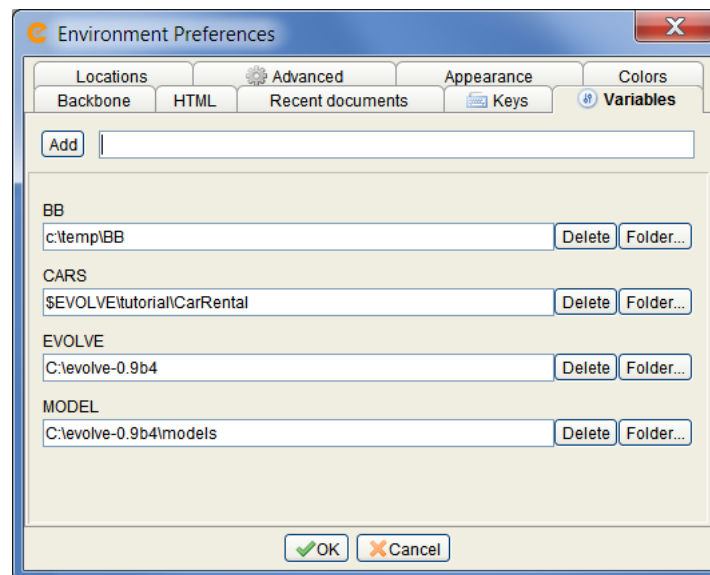 Environment Preferences
Locations Advanced Appearance Colors
Backbone HTML Recent documents Keys Variables
Add
BB
c:\temp\BB Delete Folder...
CARS
$EVOLVE\tutorial\CarRental Delete Folder...
EVOLVE
C:\evolve-0.9b4 Delete Folder...
MODEL
C:\evolve-0.9b4\models Delete Folder...
OK Cancel